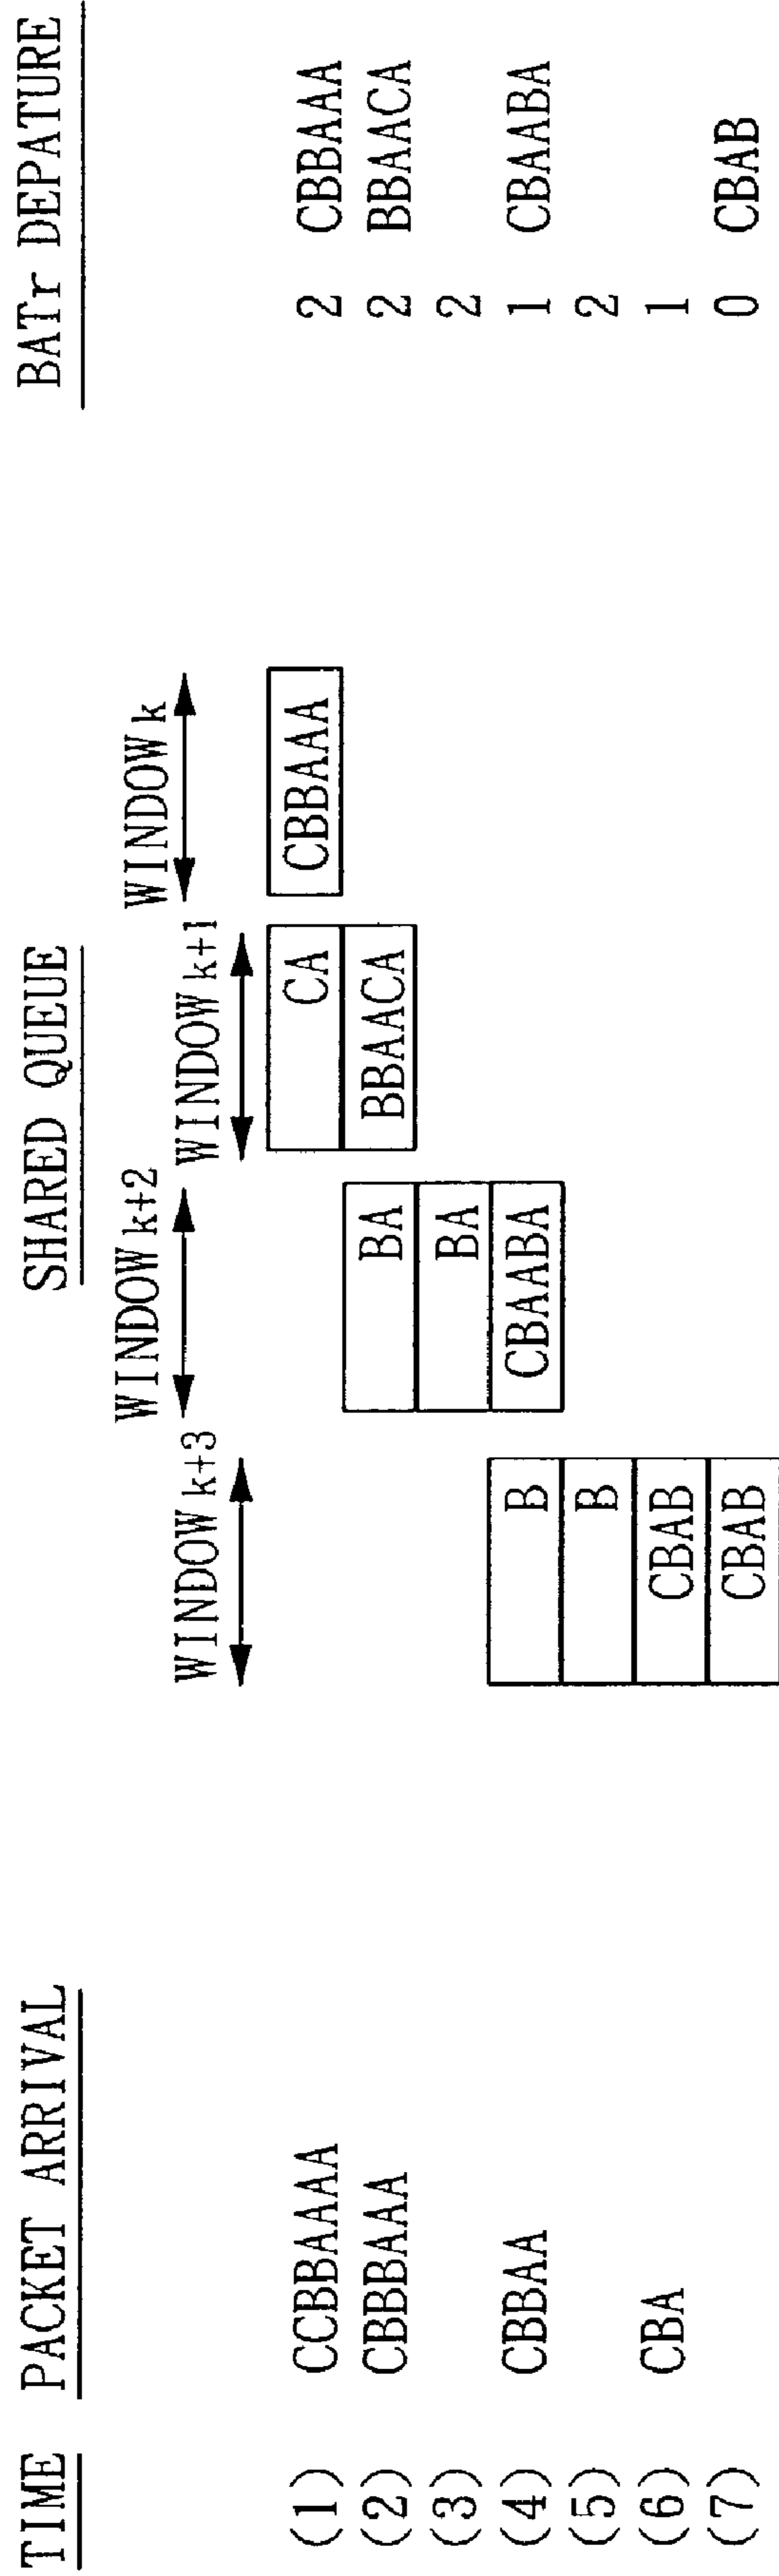 TIME PACKET ARRIVAL SHARED QUEUE BATr DEPATURE
WINDOW k+3 WINDOW k+2 WINDOW k+1 WINDOW k
(1) CCBBAAAA CA CBBAAA 2 CBBAAA
(2) CBBBAAA BA BBAACA 2 BBAACA
(3) BA 2
(4) CBBAA B CBAABA 1 CBAABA
(5) B 2
(6) CBA CBAB 1
(7) CBAB 0 CBAB